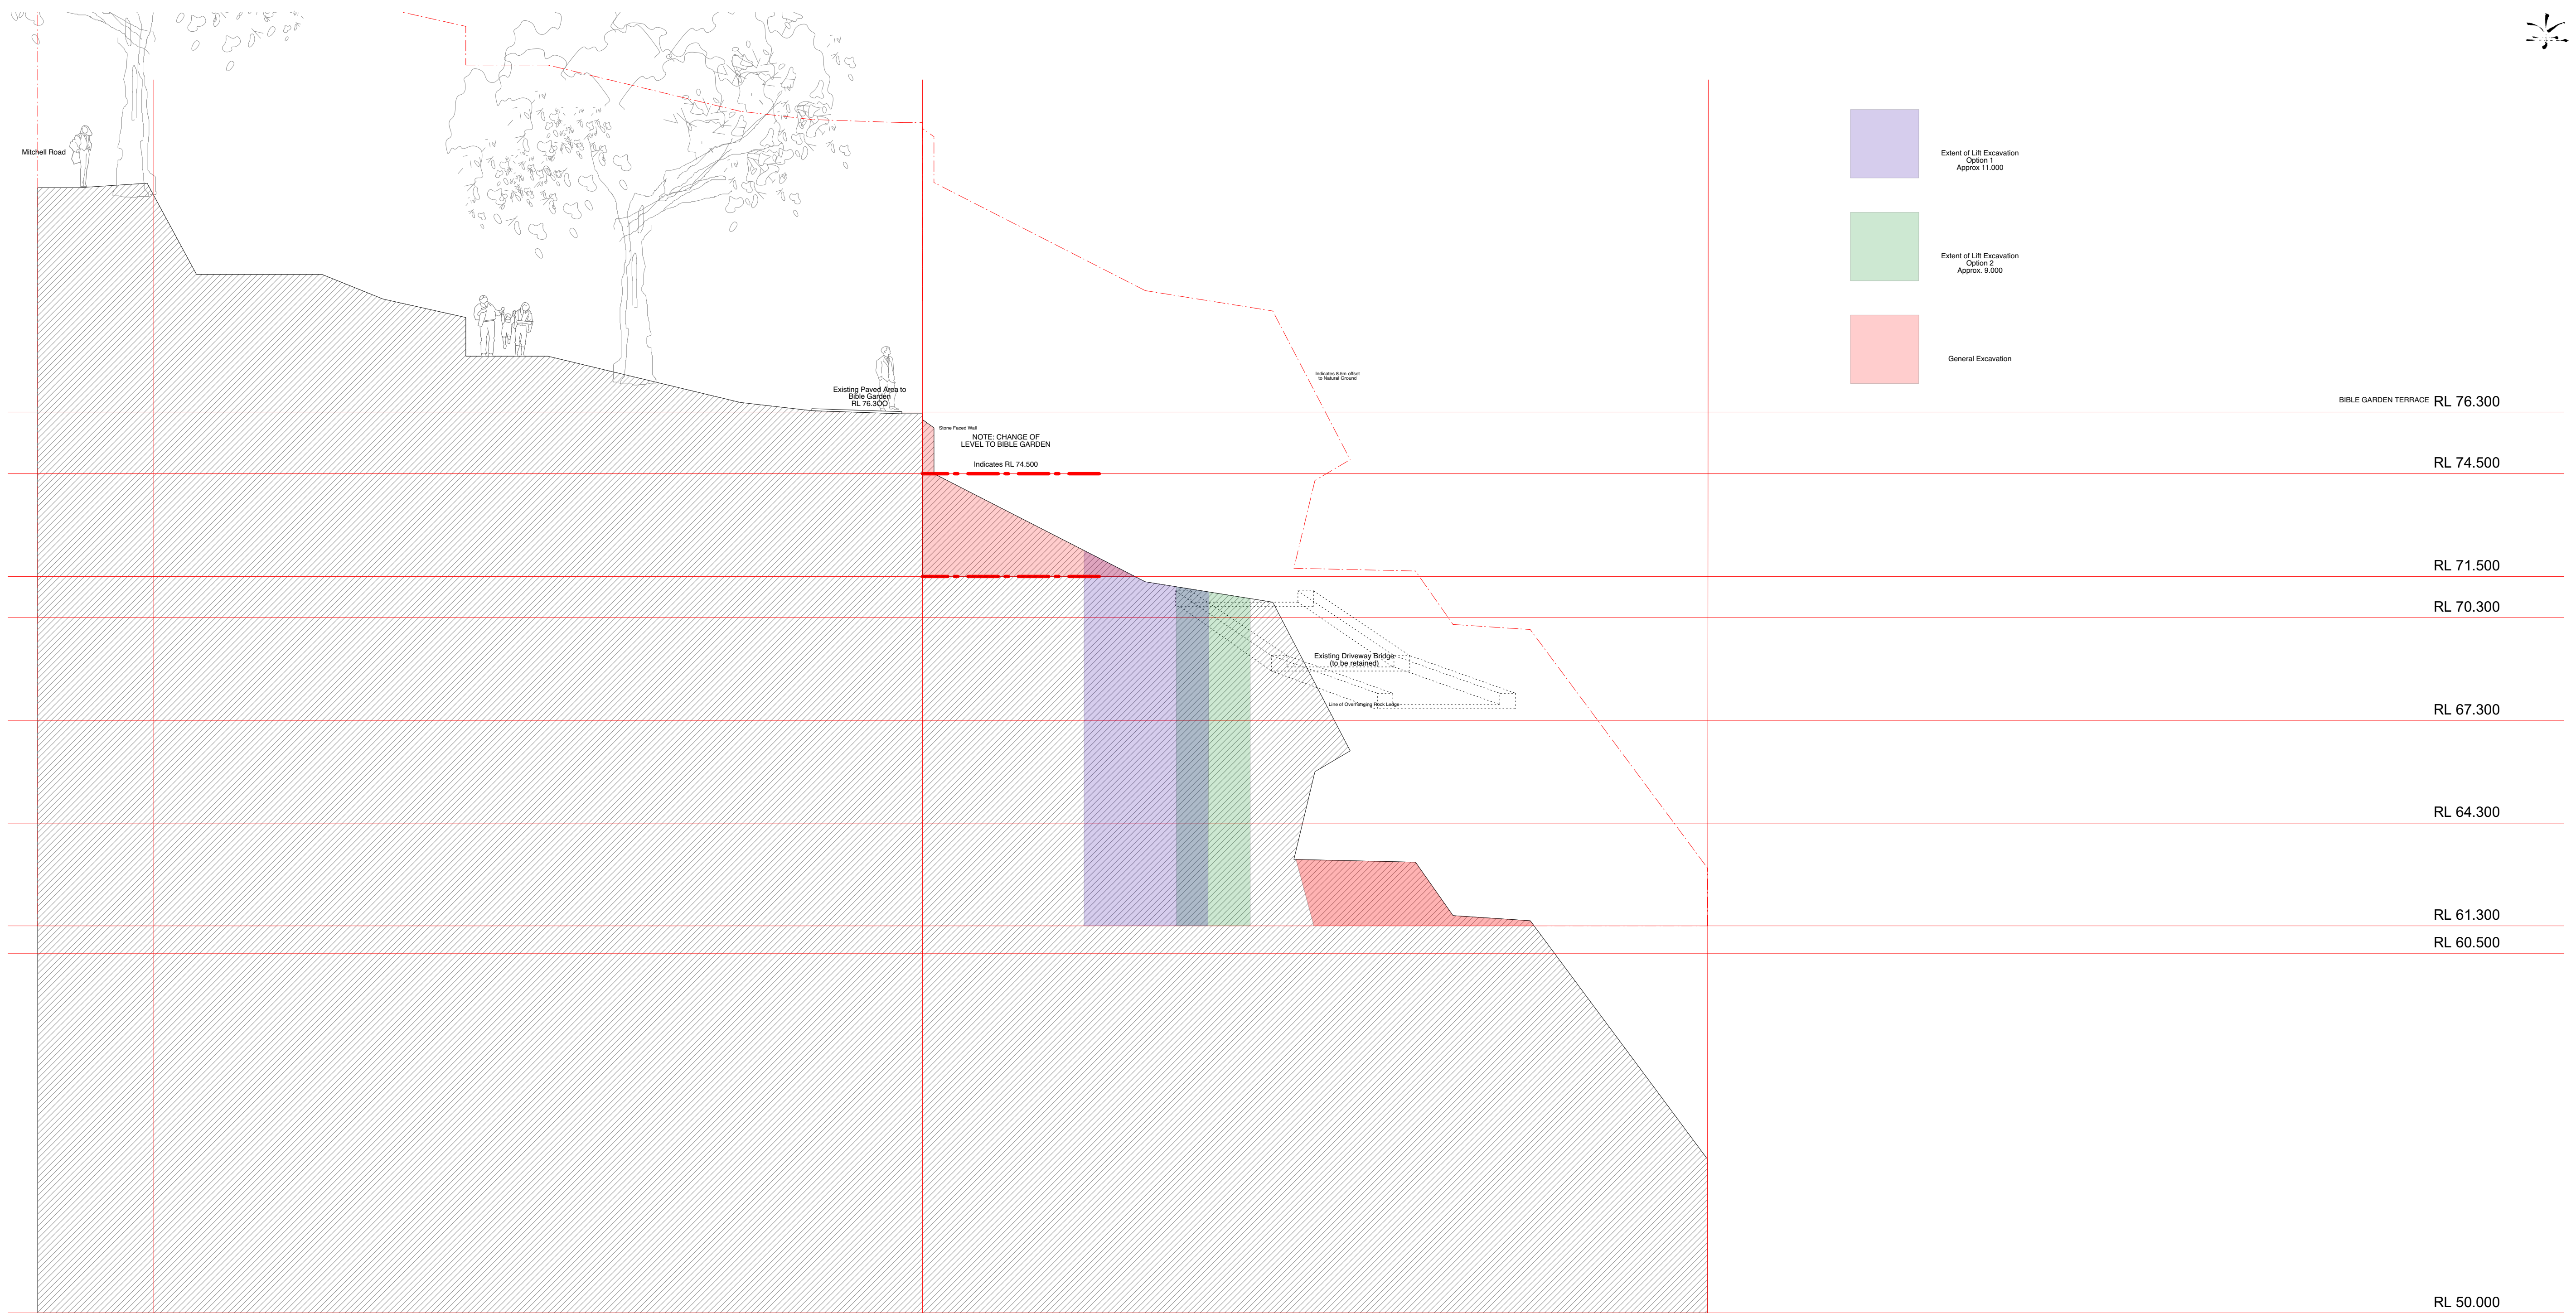 Mitchell Road
Extent of Lift Excavation
Option 1
Approx 11.000
Extent of Lift Excavation
Option 2
Approx. 9.000
General Excavation
Indicates 8.5m offset
to Natural Ground
Existing Paved Area to
Bible Garden
RL 76.300
BIBLE GARDEN TERRACE RL 76.300
Stone Faced Wall
NOTE: CHANGE OF
LEVEL TO BIBLE GARDEN
Indicates RL 74.500
RL 74.500
RL 71.500
RL 70.300
Existing Driveway Bridge
(to be retained)
Line of Overhanging Rock Ledge
RL 67.300
RL 64.300
RL 61.300
RL 60.500
RL 50.000